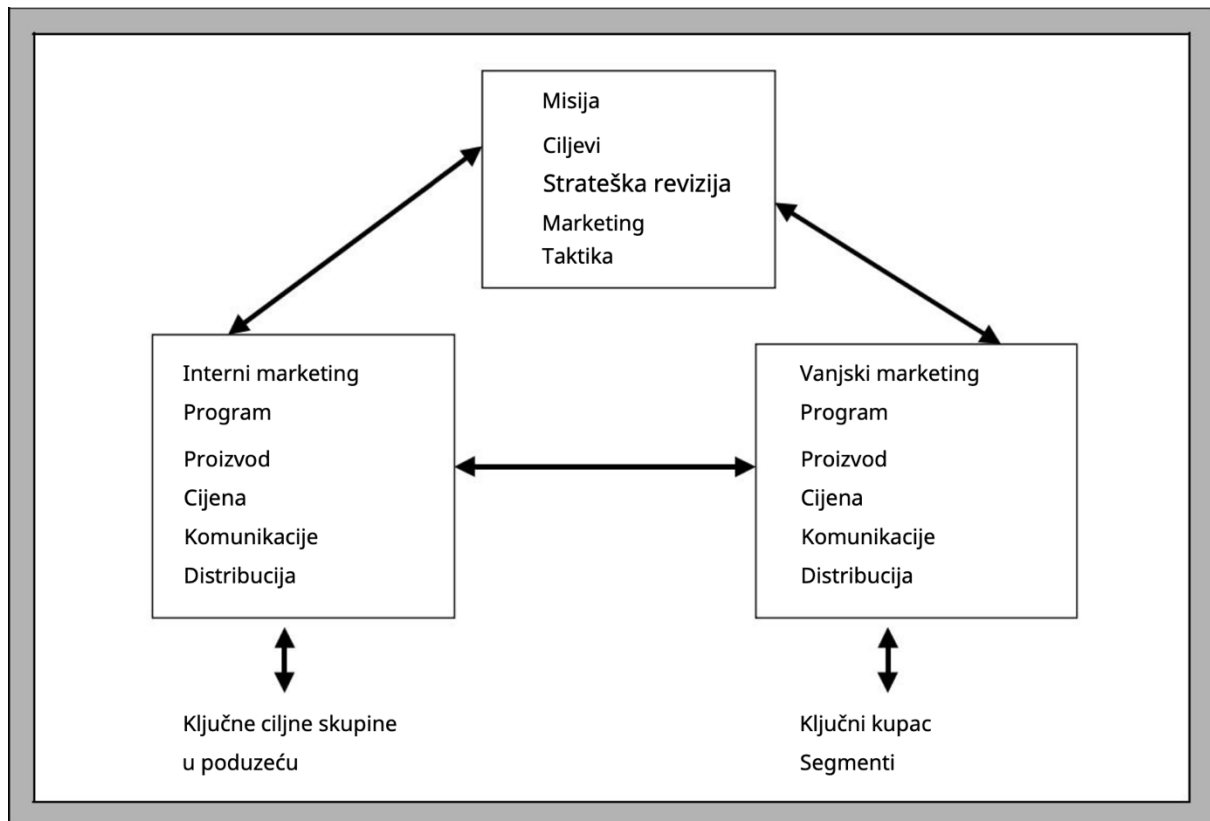 Misija
Ciljevi
Strateška revizija
Marketing
Taktika
Interni marketing
Program
Proizvod
Cijena
Komunikacije
Distribucija
Vanjski marketing
Program
Proizvod
Cijena
Komunikacije
Distribucija
Ključne ciljne skupine
u poduzeću
Ključni kupac
Segmenti